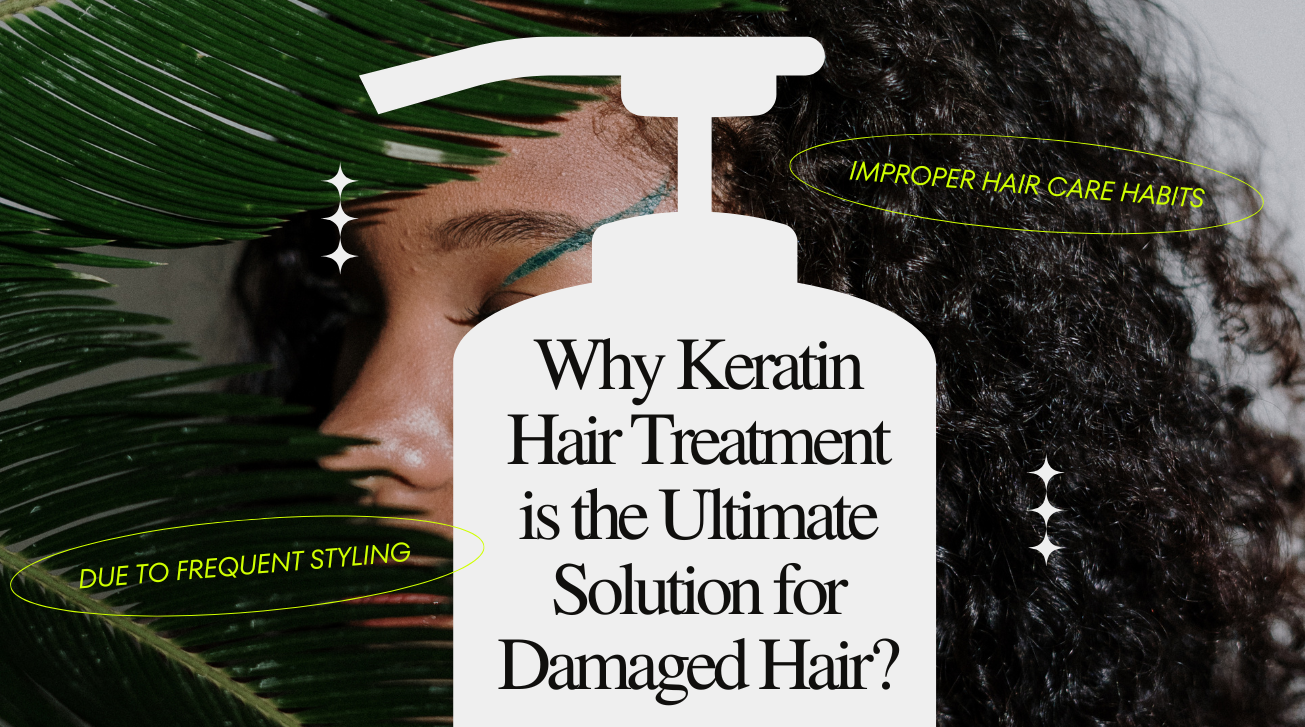 IMPROPER HAIR CARE HABITS
Why Keratin
Hair Treatment
is the Ultimate
Solution for
Damaged Hair?
DUE TO FREQUENT STYLING